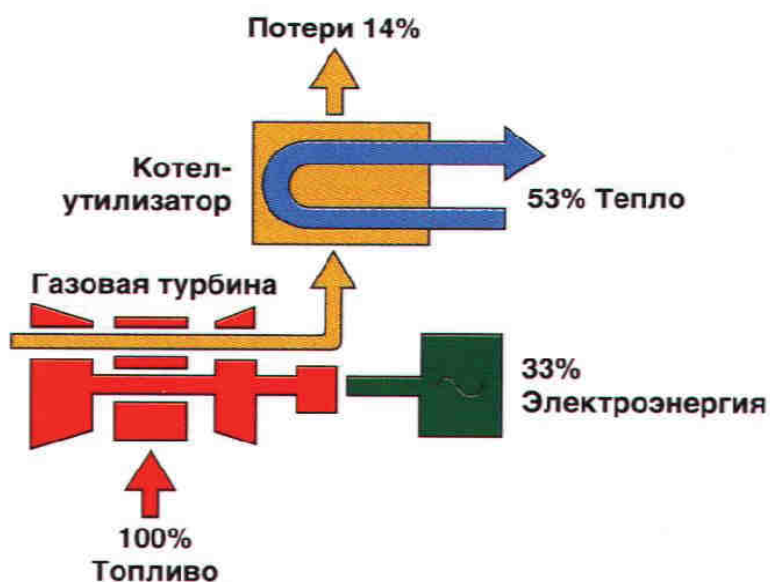 Потери 14%
Котел-
утилизатор
53% Тепло
Газовая турбина
33%
Электроэнергия
100%
Топливо